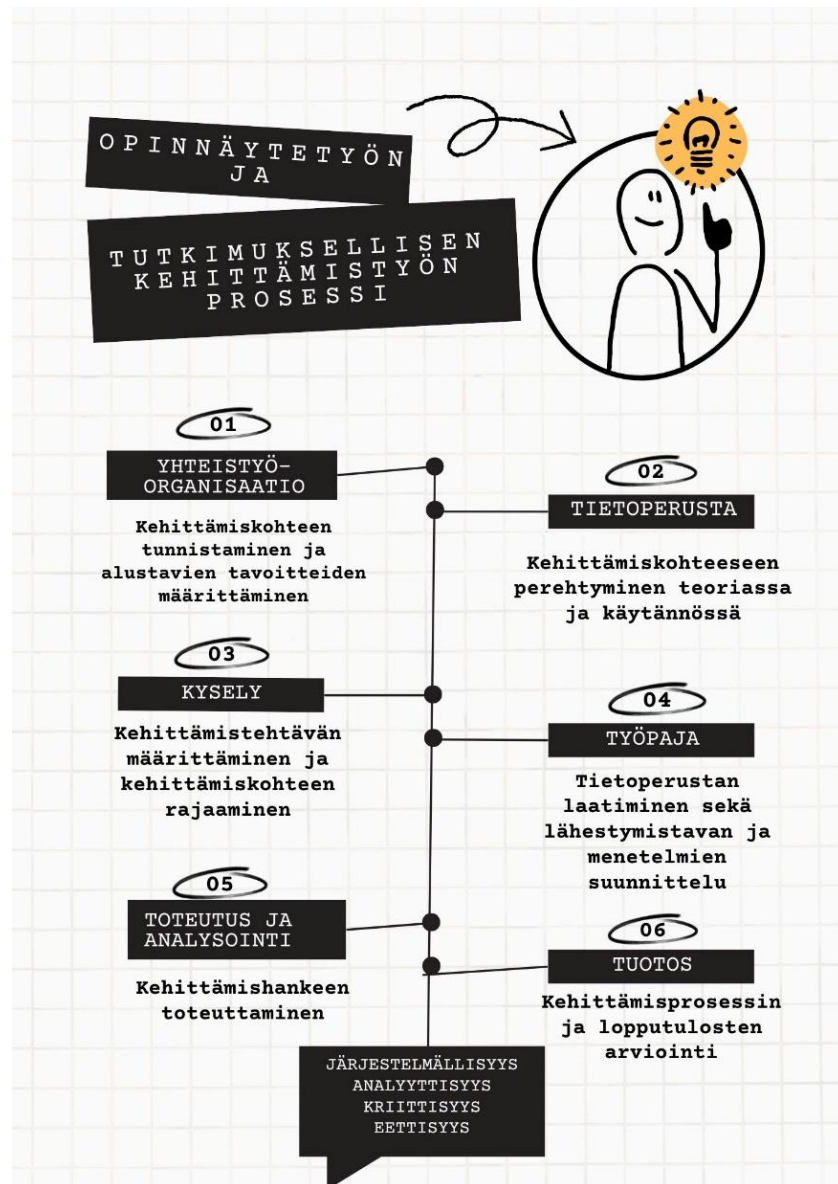 OPINNÄYTETYÖN
JA
TUTKIMUKSELLISEN
KEHITTÄMISTYÖN
PROSESSI
01
YHTEISTYÖ-
ORGANISAATIO
Kehittämiskohteen
tunnistaminen ja
alustavien tavoitteiden
määrittäminen
02
TIETOPERUSTA
Kehittämiskohteeseen
perehtyminen teoriassa
ja käytännössä
03
KYSELY
Kehittämistehtävän
määrittäminen ja
kehittämiskohteen
rajaaminen
04
TYÖPAJA
Tietoperustan
laatiminen sekä
lähestymistavan ja
menetelmien
suunnittelu
05
TOTEUTUS JA
ANALYSOINTI
Kehittämishankeen
toteuttaminen
06
TUOTOS
Kehittämisprosessin
ja lopputulosten
arviointi
JÄRJESTELMÄLLISYYS
ANALYYTTISYYS
KRIITTISYYS
EETTISYYS